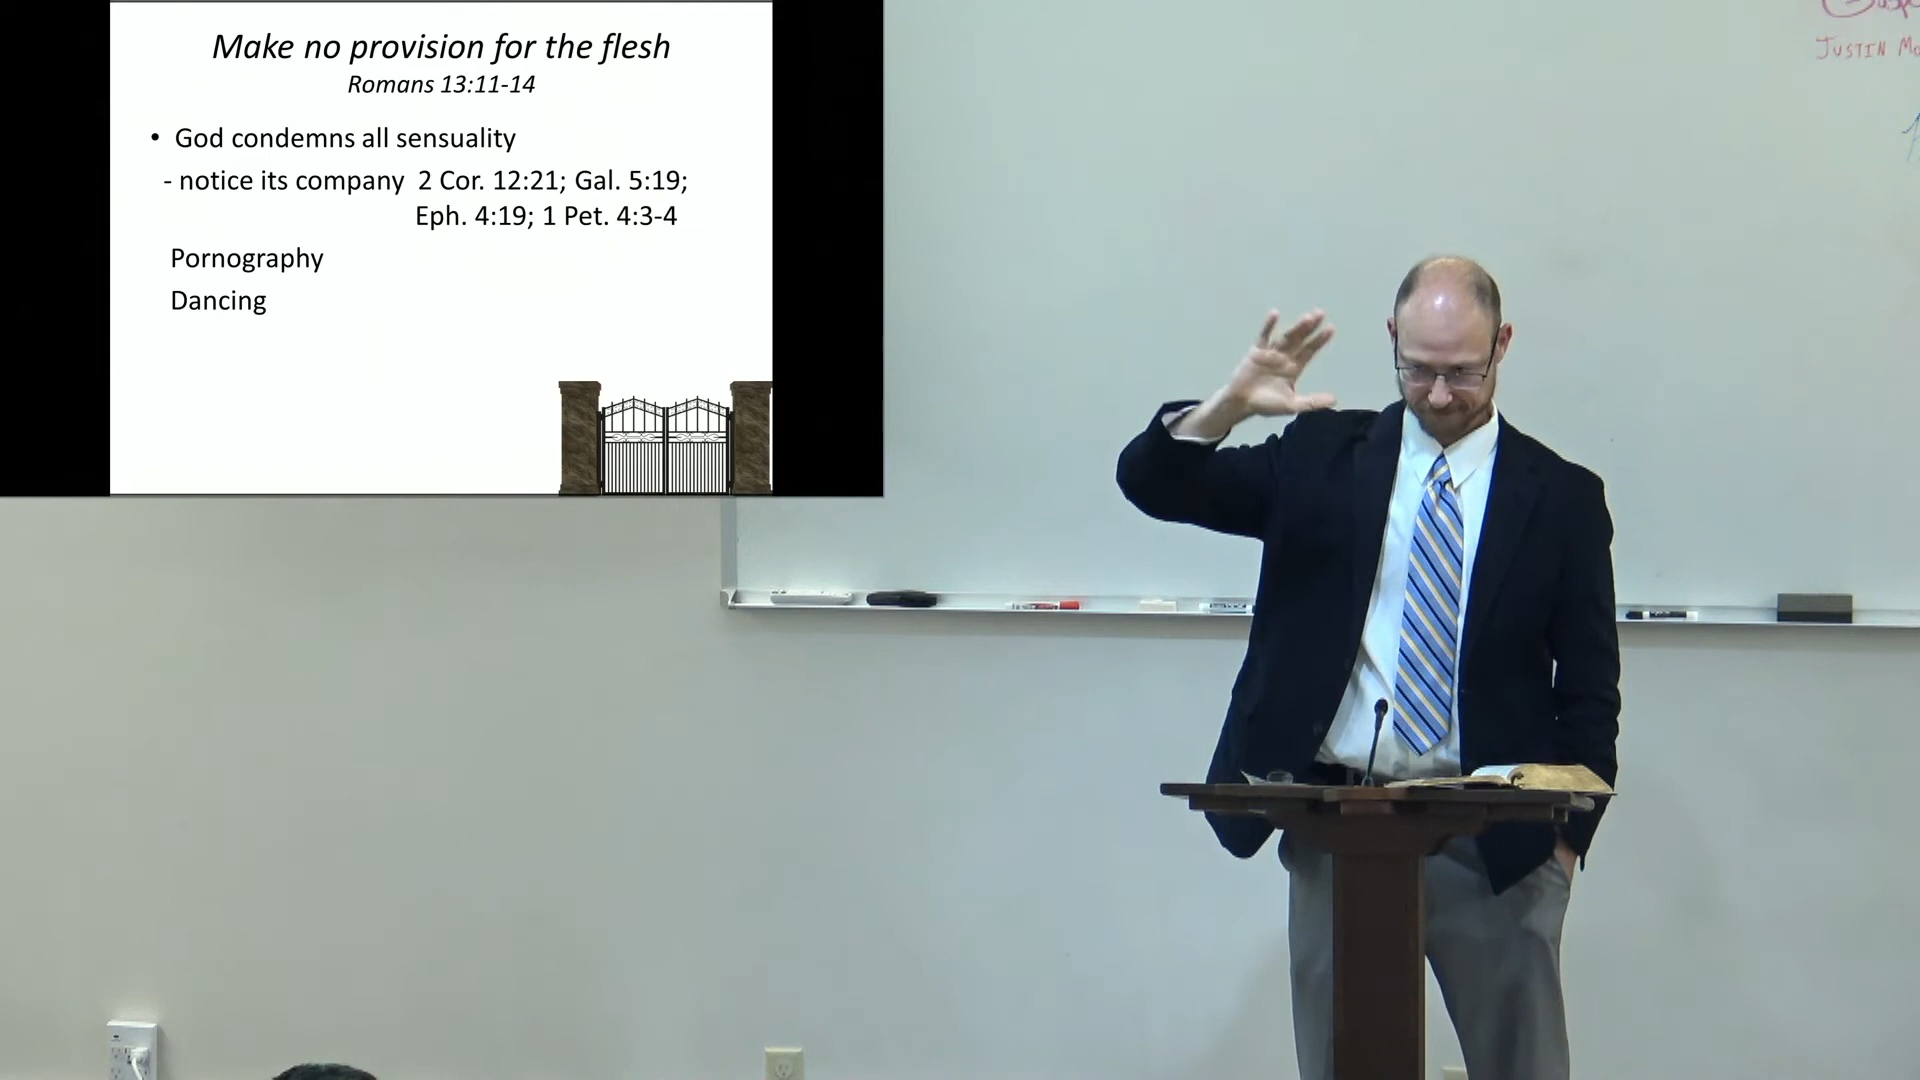 Make no provision for the flesh
Romans 13:11-14
• God condemns all sensuality
- notice its company 2 Cor. 12:21; Gal. 5:19;
Eph. 4:19; 1 Pet. 4:3-4
Pornography
Dancing
JUSTIN